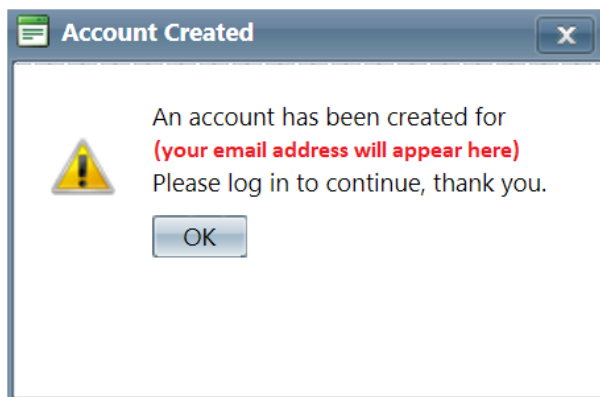 Account Created
An account has been created for
(your email address will appear here)
Please log in to continue, thank you.
OK